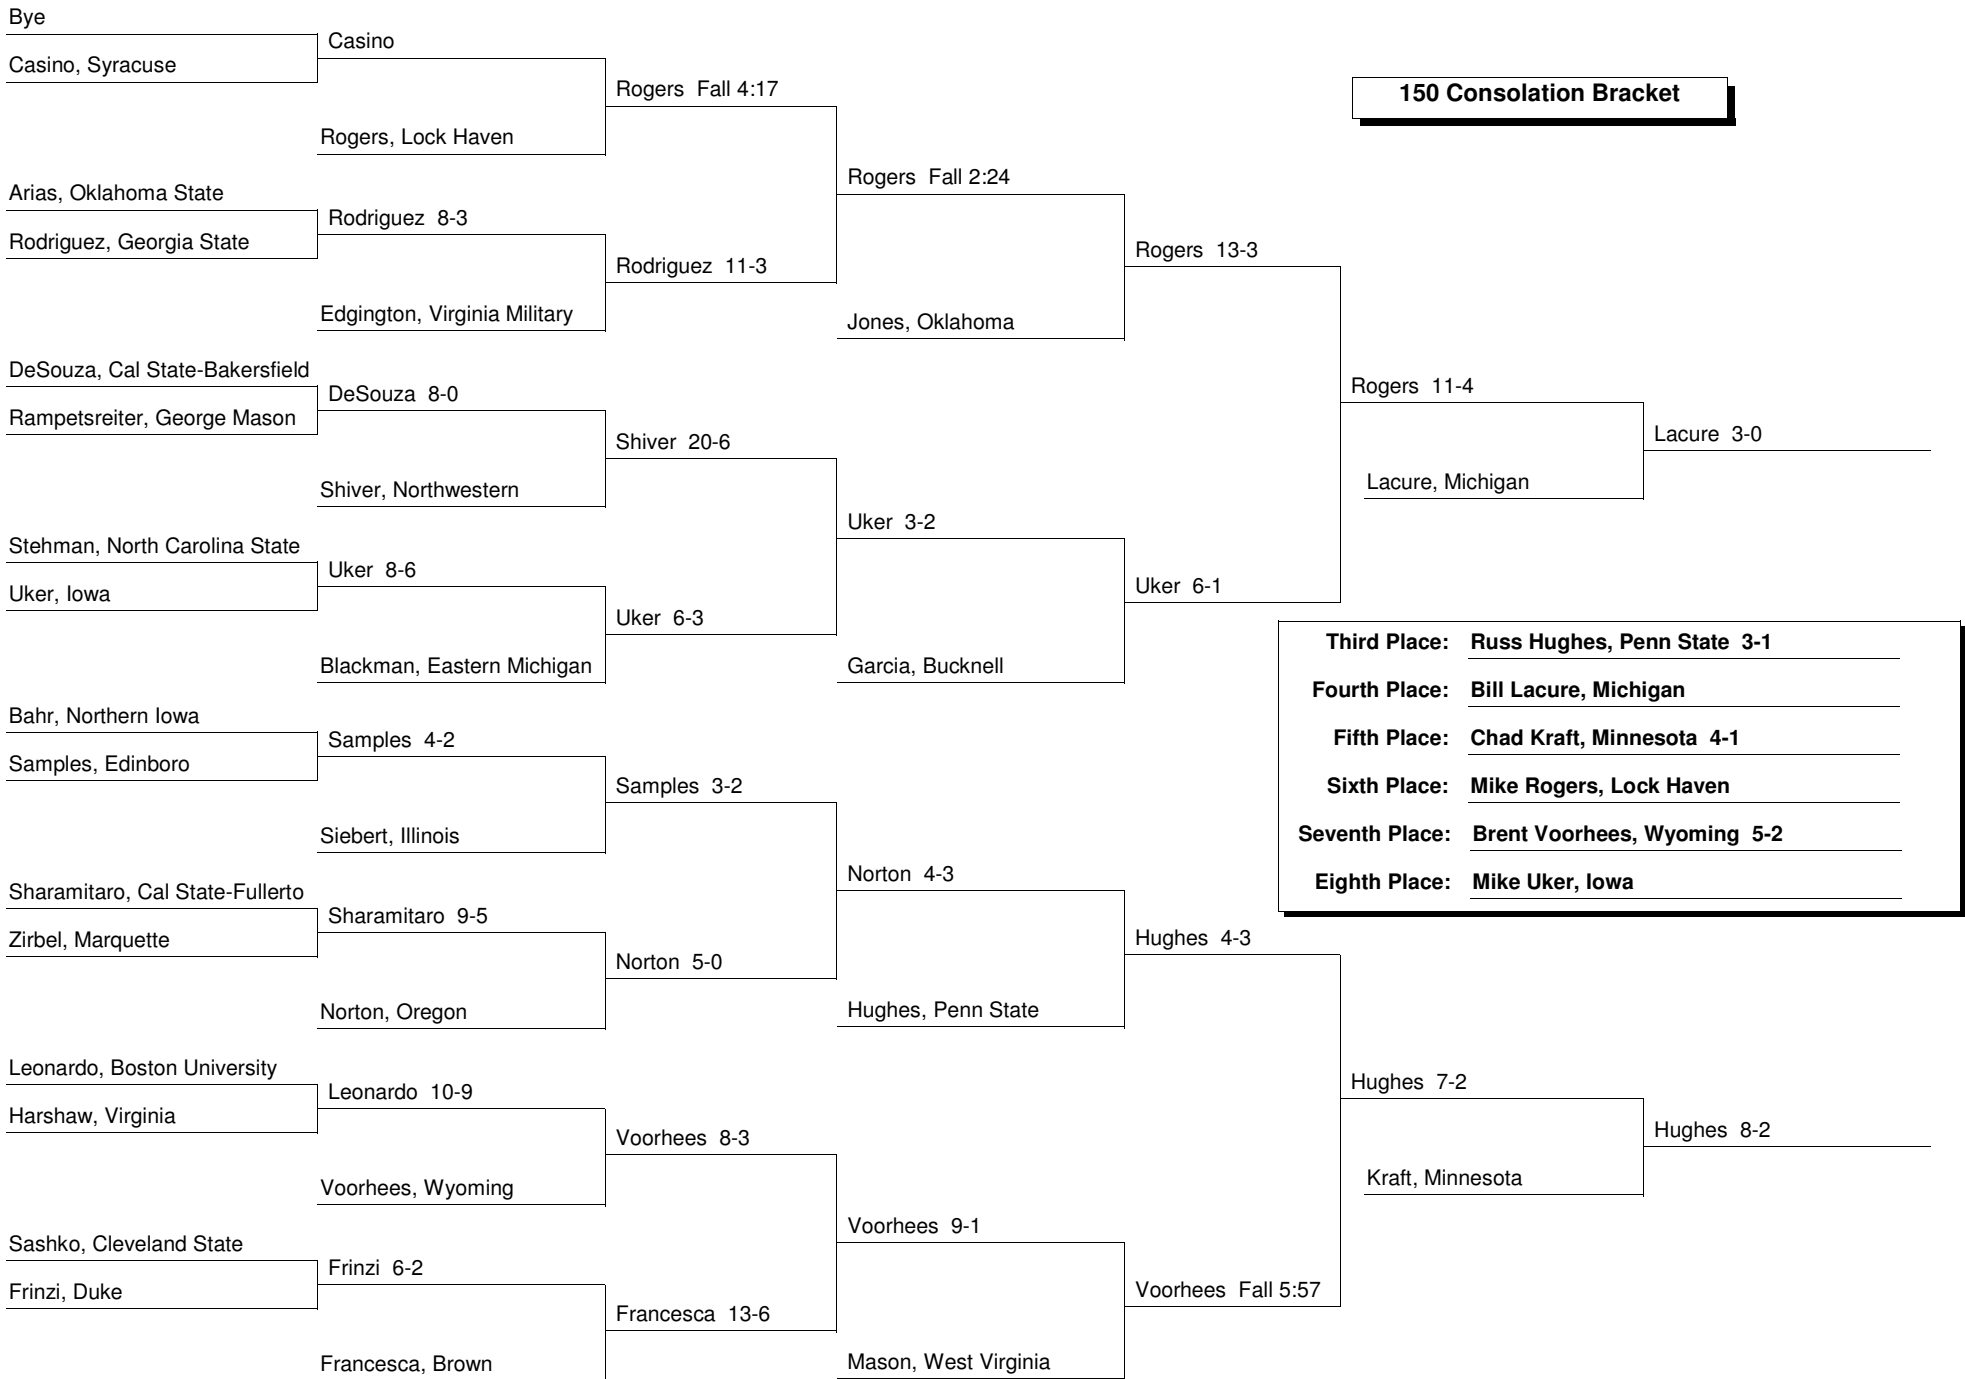 Bye
Casino, Syracuse
Casino
Rogers, Lock Haven
Rogers Fall 4:17
150 Consolation Bracket
Arias, Oklahoma State
Rodriguez, Georgia State
Rodriguez 8-3
Edgington, Virginia Military
Rodriguez 11-3
Rogers Fall 2:24
Jones, Oklahoma
Rogers 13-3
DeSouza, Cal State-Bakersfield
Rampetsreiter, George Mason
DeSouza 8-0
Shiver, Northwestern
Shiver 20-6
Stehman, North Carolina State
Uker, Iowa
Uker 8-6
Blackman, Eastern Michigan
Uker 6-3
Uker 3-2
Garcia, Bucknell
Uker 6-1
Rogers 11-4
Lacure, Michigan
Lacure 3-0
Third Place: Russ Hughes, Penn State 3-1
Fourth Place: Bill Lacure, Michigan
Fifth Place: Chad Kraft, Minnesota 4-1
Sixth Place: Mike Rogers, Lock Haven
Seventh Place: Brent Voorhees, Wyoming 5-2
Eighth Place: Mike Uker, Iowa
Bahr, Northern Iowa
Samples, Edinboro
Samples 4-2
Siebert, Illinois
Samples 3-2
Sharamitaro, Cal State-Fullerto
Zirbel, Marquette
Sharamitaro 9-5
Norton, Oregon
Norton 5-0
Norton 4-3
Hughes, Penn State
Hughes 4-3
Leonardo, Boston University
Harshaw, Virginia
Leonardo 10-9
Voorhees, Wyoming
Voorhees 8-3
Sashko, Cleveland State
Frinzi, Duke
Frinzi 6-2
Francesca, Brown
Francesca 13-6
Voorhees 9-1
Mason, West Virginia
Voorhees Fall 5:57
Hughes 7-2
Kraft, Minnesota
Hughes 8-2